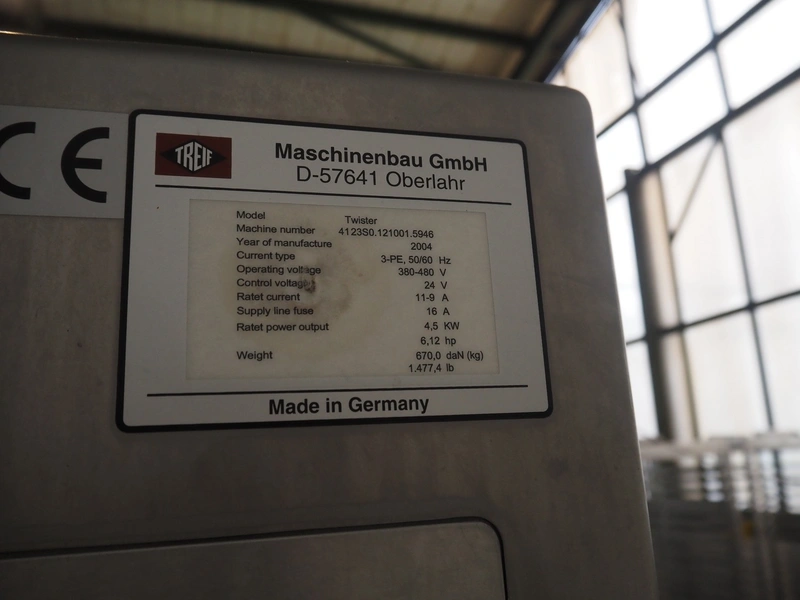 CE
TREIF
Maschinenbau GmbH
D-57641 Oberlahr
Model Twister
Machine number 4123S0.121001.5946
Year of manufacture 2004
Current type 3-PE, 50/60 Hz
Operating voltage 380-480 V
Control voltage 24 V
Ratet current 11-9 A
Supply line fuse 16 A
Ratet power output 4,5 KW
6,12 hp
Weight 670,0 daN (kg)
1.477,4 lb
Made in Germany